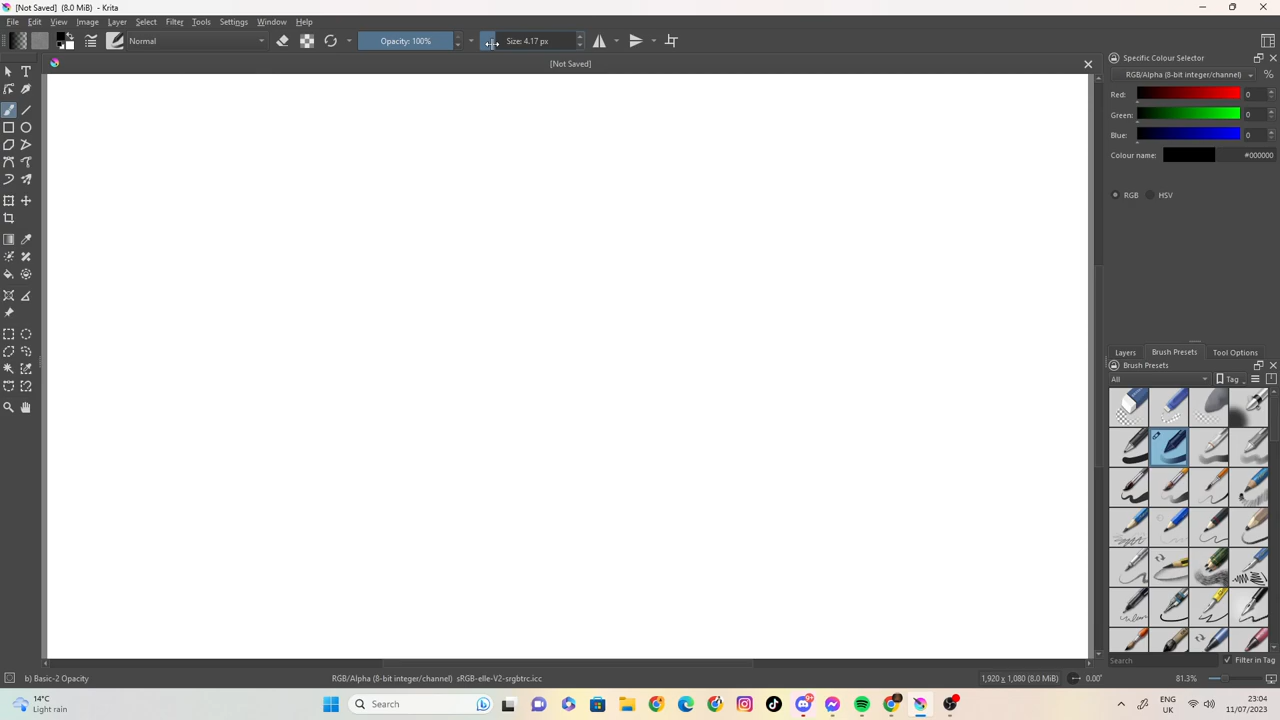 [Not Saved] (8.0 MiB) - Krita
File Edit View Image Layer Select Filter Tools Settings Window Help
Normal
Opacity: 100%
Size: 4.17 px
[Not Saved]
Specific Colour Selector
RGB/Alpha (8-bit integer/channel)
%
Red: 0
Green: 0
Blue: 0
Colour name: #000000
RGB HSV
Layers Brush Presets Tool Options
Brush Presets
All Tag
Search Filter in Tag
b) Basic-2 Opacity
RGB/Alpha (8-bit integer/channel) sRGB-elle-V2-srgbtrc.icc
1,920 x 1,080 (8.0 MiB)
0.00°
81.3%
14°C
Light rain
Search
9+
ENG
UK
23:04
11/07/2023